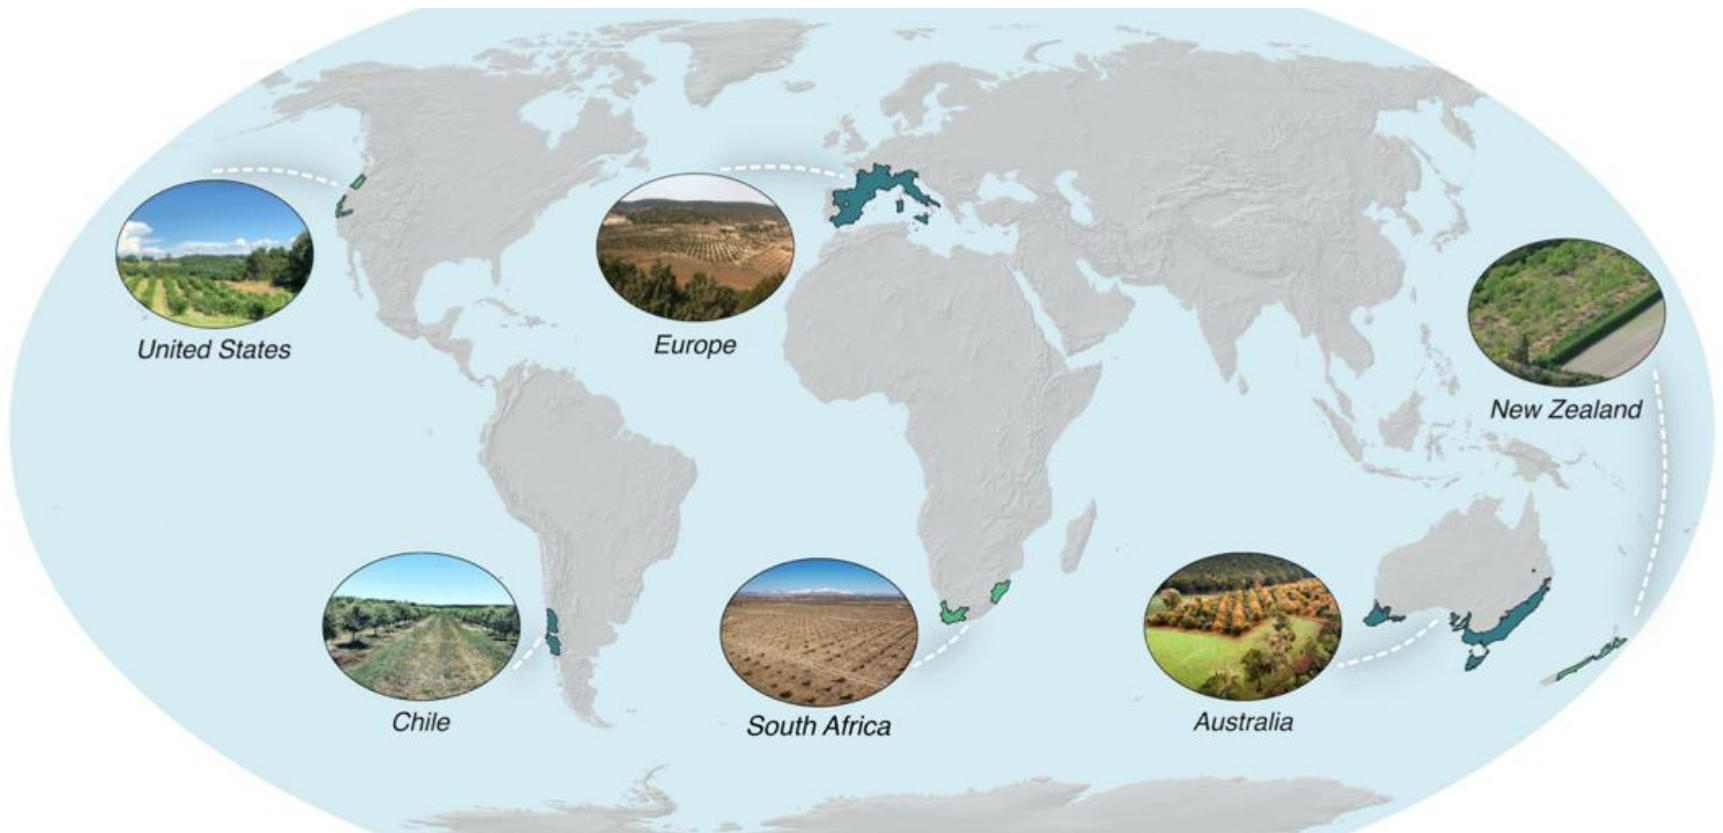 United States
Europe
New Zealand
Chile
South Africa
Australia